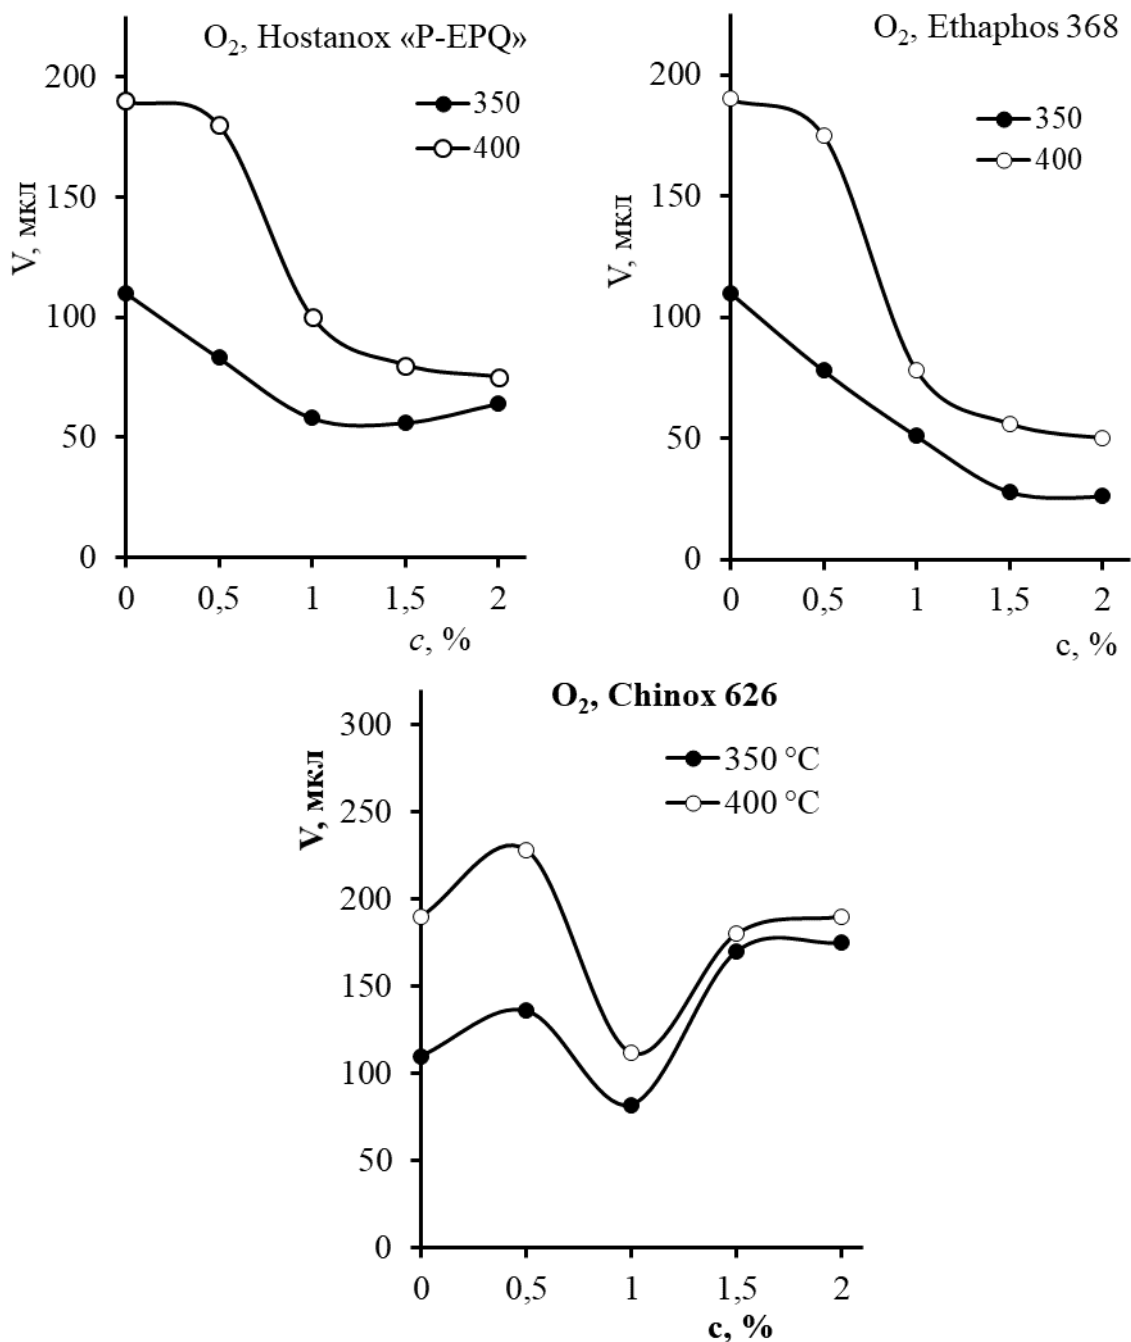 O₂, Hostanox «P-EPQ»
350
400
V, мкл
200
150
100
50
0
0 0,5 1 1,5 2
c, %
O₂, Ethaphos 368
350
400
V, мкл
200
150
100
50
0
0 0,5 1 1,5 2
c, %
O₂, Chinox 626
350 °C
400 °C
V, мкл
300
250
200
150
100
50
0
0 0,5 1 1,5 2
c, %